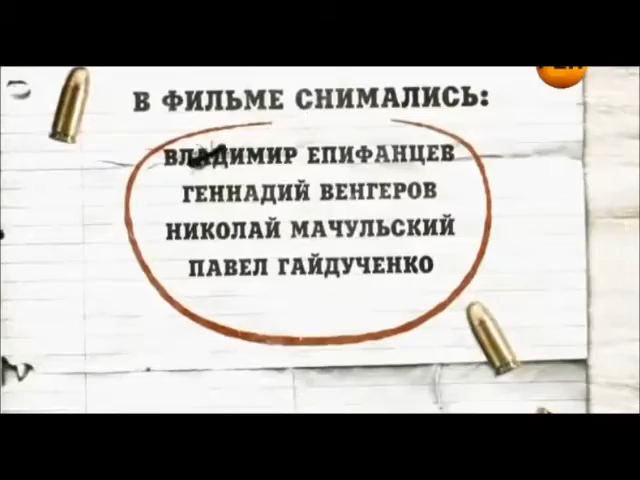 В ФИЛЬМЕ СНИМАЛИСЬ:
ВЛАДИМИР ЕПИФАНЦЕВ
ГЕННАДИЙ ВЕНГЕРОВ
НИКОЛАЙ МАЧУЛЬСКИЙ
ПАВЕЛ ГАЙДУЧЕНКО